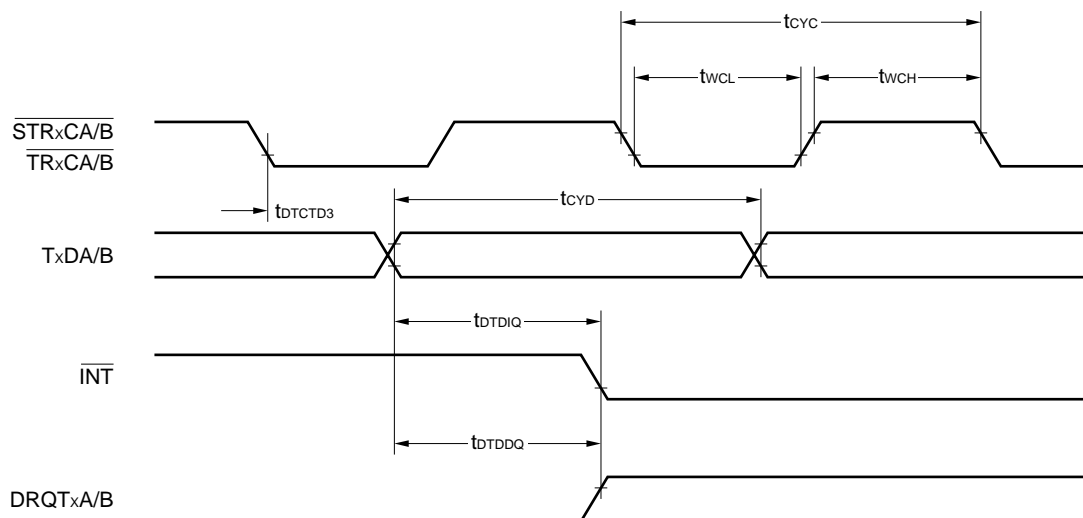 tCYC
tWCL
tWCH
STRxCA/B
TRxCA/B
tDTCTD3
tCYD
TxDA/B
tDTDIQ
INT
tDTDDQ
DRQTxA/B